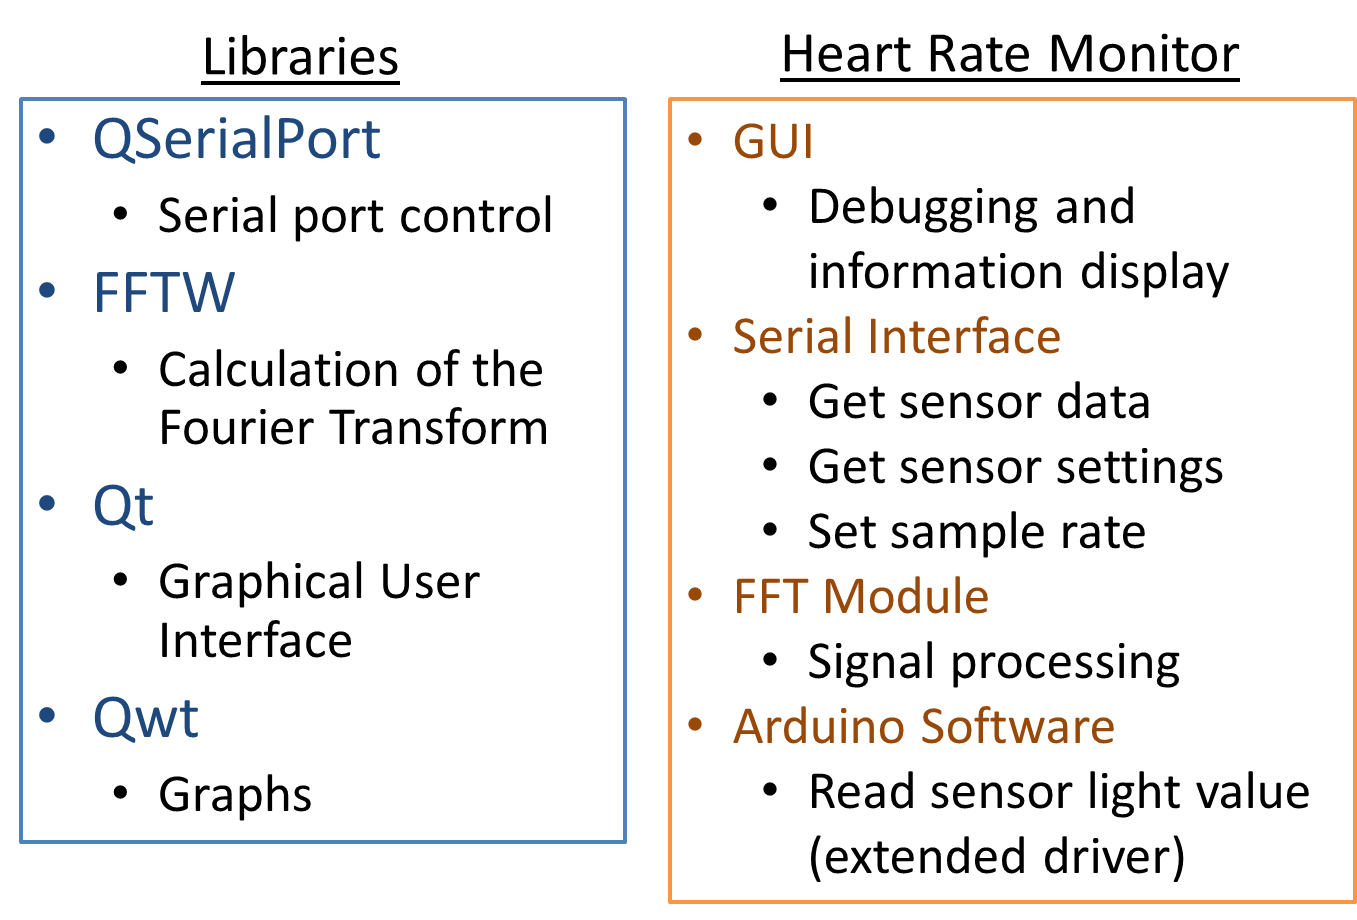 Libraries
• QSerialPort
• Serial port control
• FFTW
• Calculation of the
Fourier Transform
• Qt
• Graphical User
Interface
• Qwt
• Graphs
Heart Rate Monitor
• GUI
• Debugging and
information display
• Serial Interface
• Get sensor data
• Get sensor settings
• Set sample rate
• FFT Module
• Signal processing
• Arduino Software
• Read sensor light value
(extended driver)